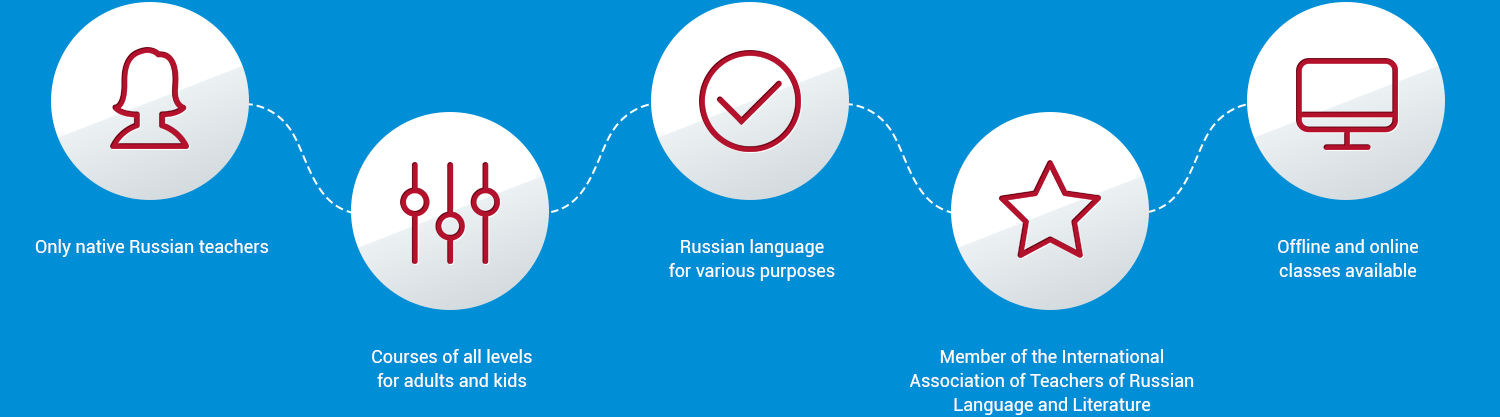 Only native Russian teachers
Courses of all levels
for adults and kids
Russian language
for various purposes
Member of the International
Association of Teachers of Russian
Language and Literature
Offline and online
classes available